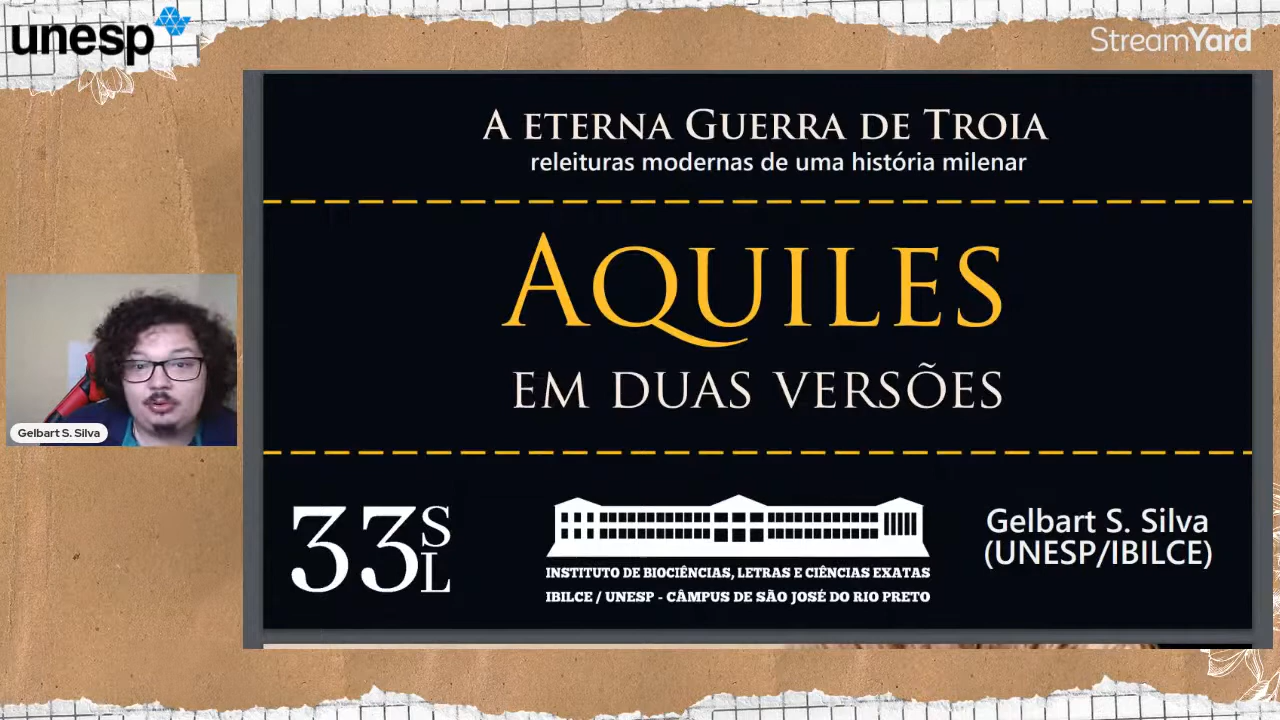 unesp
StreamYard
A ETERNA GUERRA DE TROIA
releituras modernas de uma história milenar
AQUILES
EM DUAS VERSÕES
Gelbart S. Silva
33 SL
INSTITUTO DE BIOCIÊNCIAS, LETRAS E CIÊNCIAS EXATAS
IBILCE / UNESP - CÂMPUS DE SÃO JOSÉ DO RIO PRETO
Gelbart S. Silva
(UNESP/IBILCE)